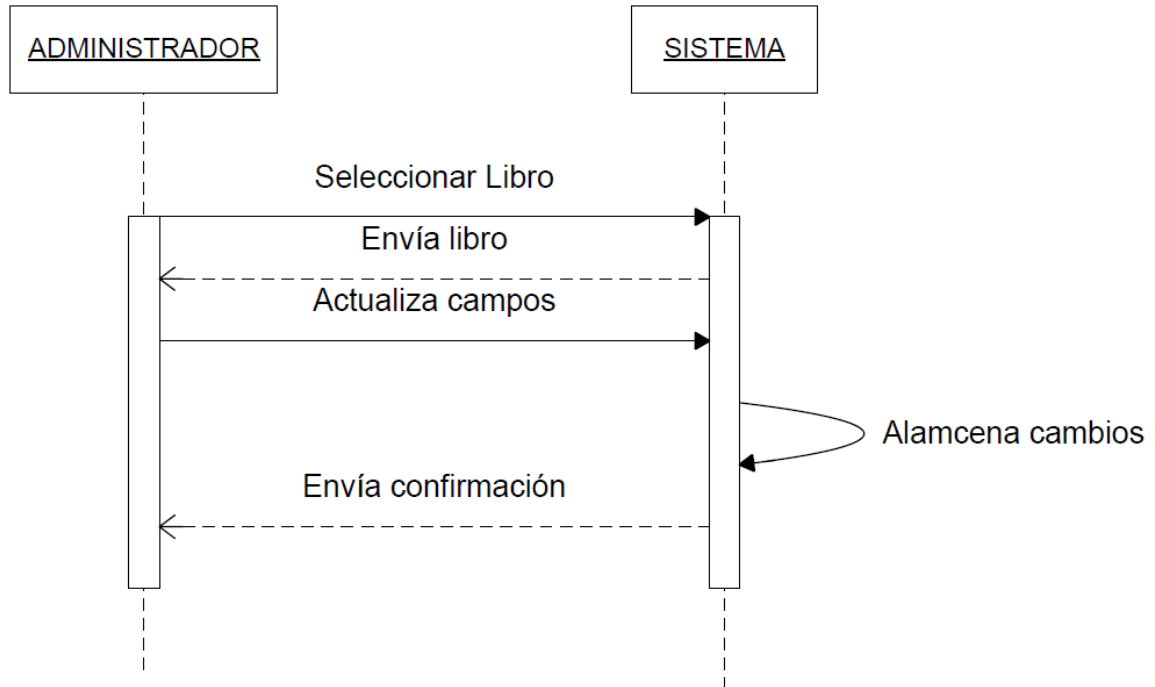 ADMINISTRADOR
SISTEMA
Seleccionar Libro
Envía libro
Actualiza campos
Alamcena cambios
Envía confirmación